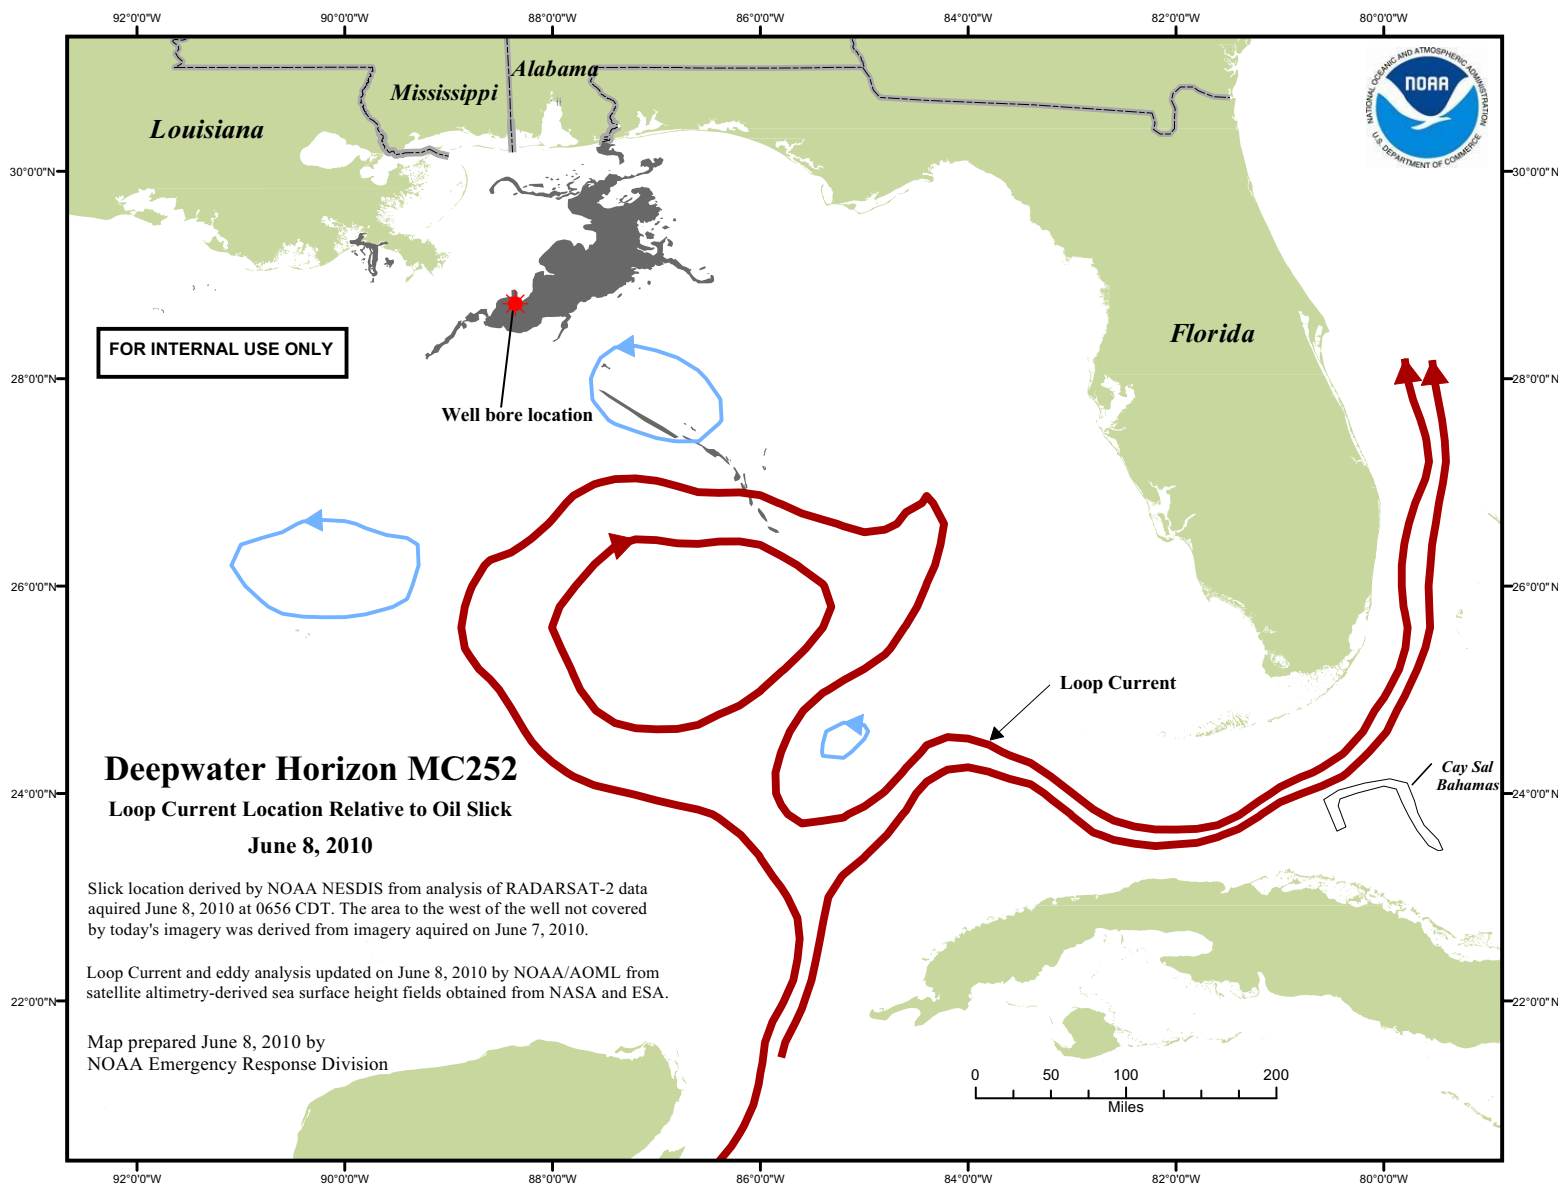 92°0'0"W 90°0'0"W 88°0'0"W 86°0'0"W 84°0'0"W 82°0'0"W 80°0'0"W
NATIONAL OCEANIC AND ATMOSPHERIC ADMINISTRATION
NOAA
U.S. DEPARTMENT OF COMMERCE
Alabama
Mississippi
Louisiana
30°0'0"N 30°0'0"N
Florida
FOR INTERNAL USE ONLY
28°0'0"N 28°0'0"N
Well bore location
26°0'0"N 26°0'0"N
Loop Current
Deepwater Horizon MC252
Loop Current Location Relative to Oil Slick
June 8, 2010
Cay Sal
Bahamas
24°0'0"N 24°0'0"N
Slick location derived by NOAA NESDIS from analysis of RADARSAT-2 data
aquired June 8, 2010 at 0656 CDT. The area to the west of the well not covered
by today's imagery was derived from imagery aquired on June 7, 2010.
Loop Current and eddy analysis updated on June 8, 2010 by NOAA/AOML from
satellite altimetry-derived sea surface height fields obtained from NASA and ESA.
22°0'0"N 22°0'0"N
Map prepared June 8, 2010 by
NOAA Emergency Response Division
0 50 100 200
Miles
92°0'0"W 90°0'0"W 88°0'0"W 86°0'0"W 84°0'0"W 82°0'0"W 80°0'0"W